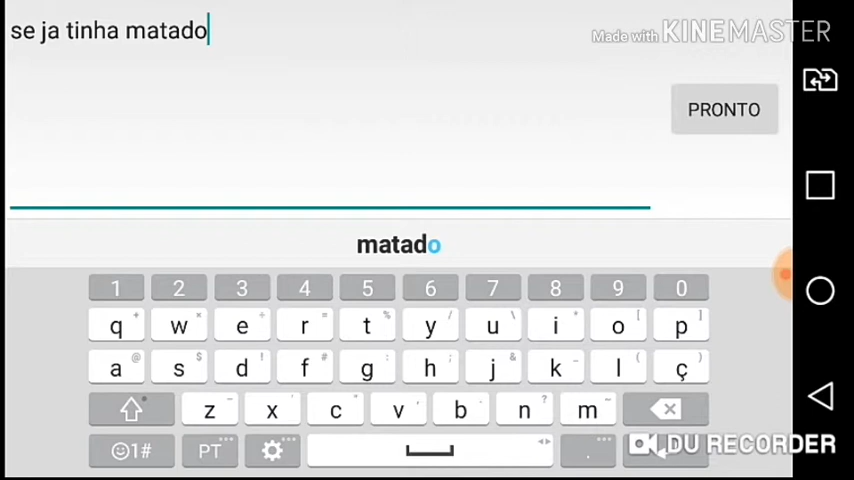 se ja tinha matado
Made with KINEMASTER
PRONTO
matado
1 2 3 4 5 6 7 8 9 0
q w e r t y u i o p
a s d f g h j k l ç
z x c v b n m
☺1# PT .
DU RECORDER